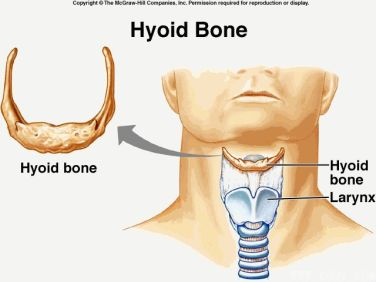 Copyright © The McGraw-Hill Companies, Inc. Permission required for reproduction or display.
Hyoid Bone
Hyoid bone
Hyoid
bone
Larynx